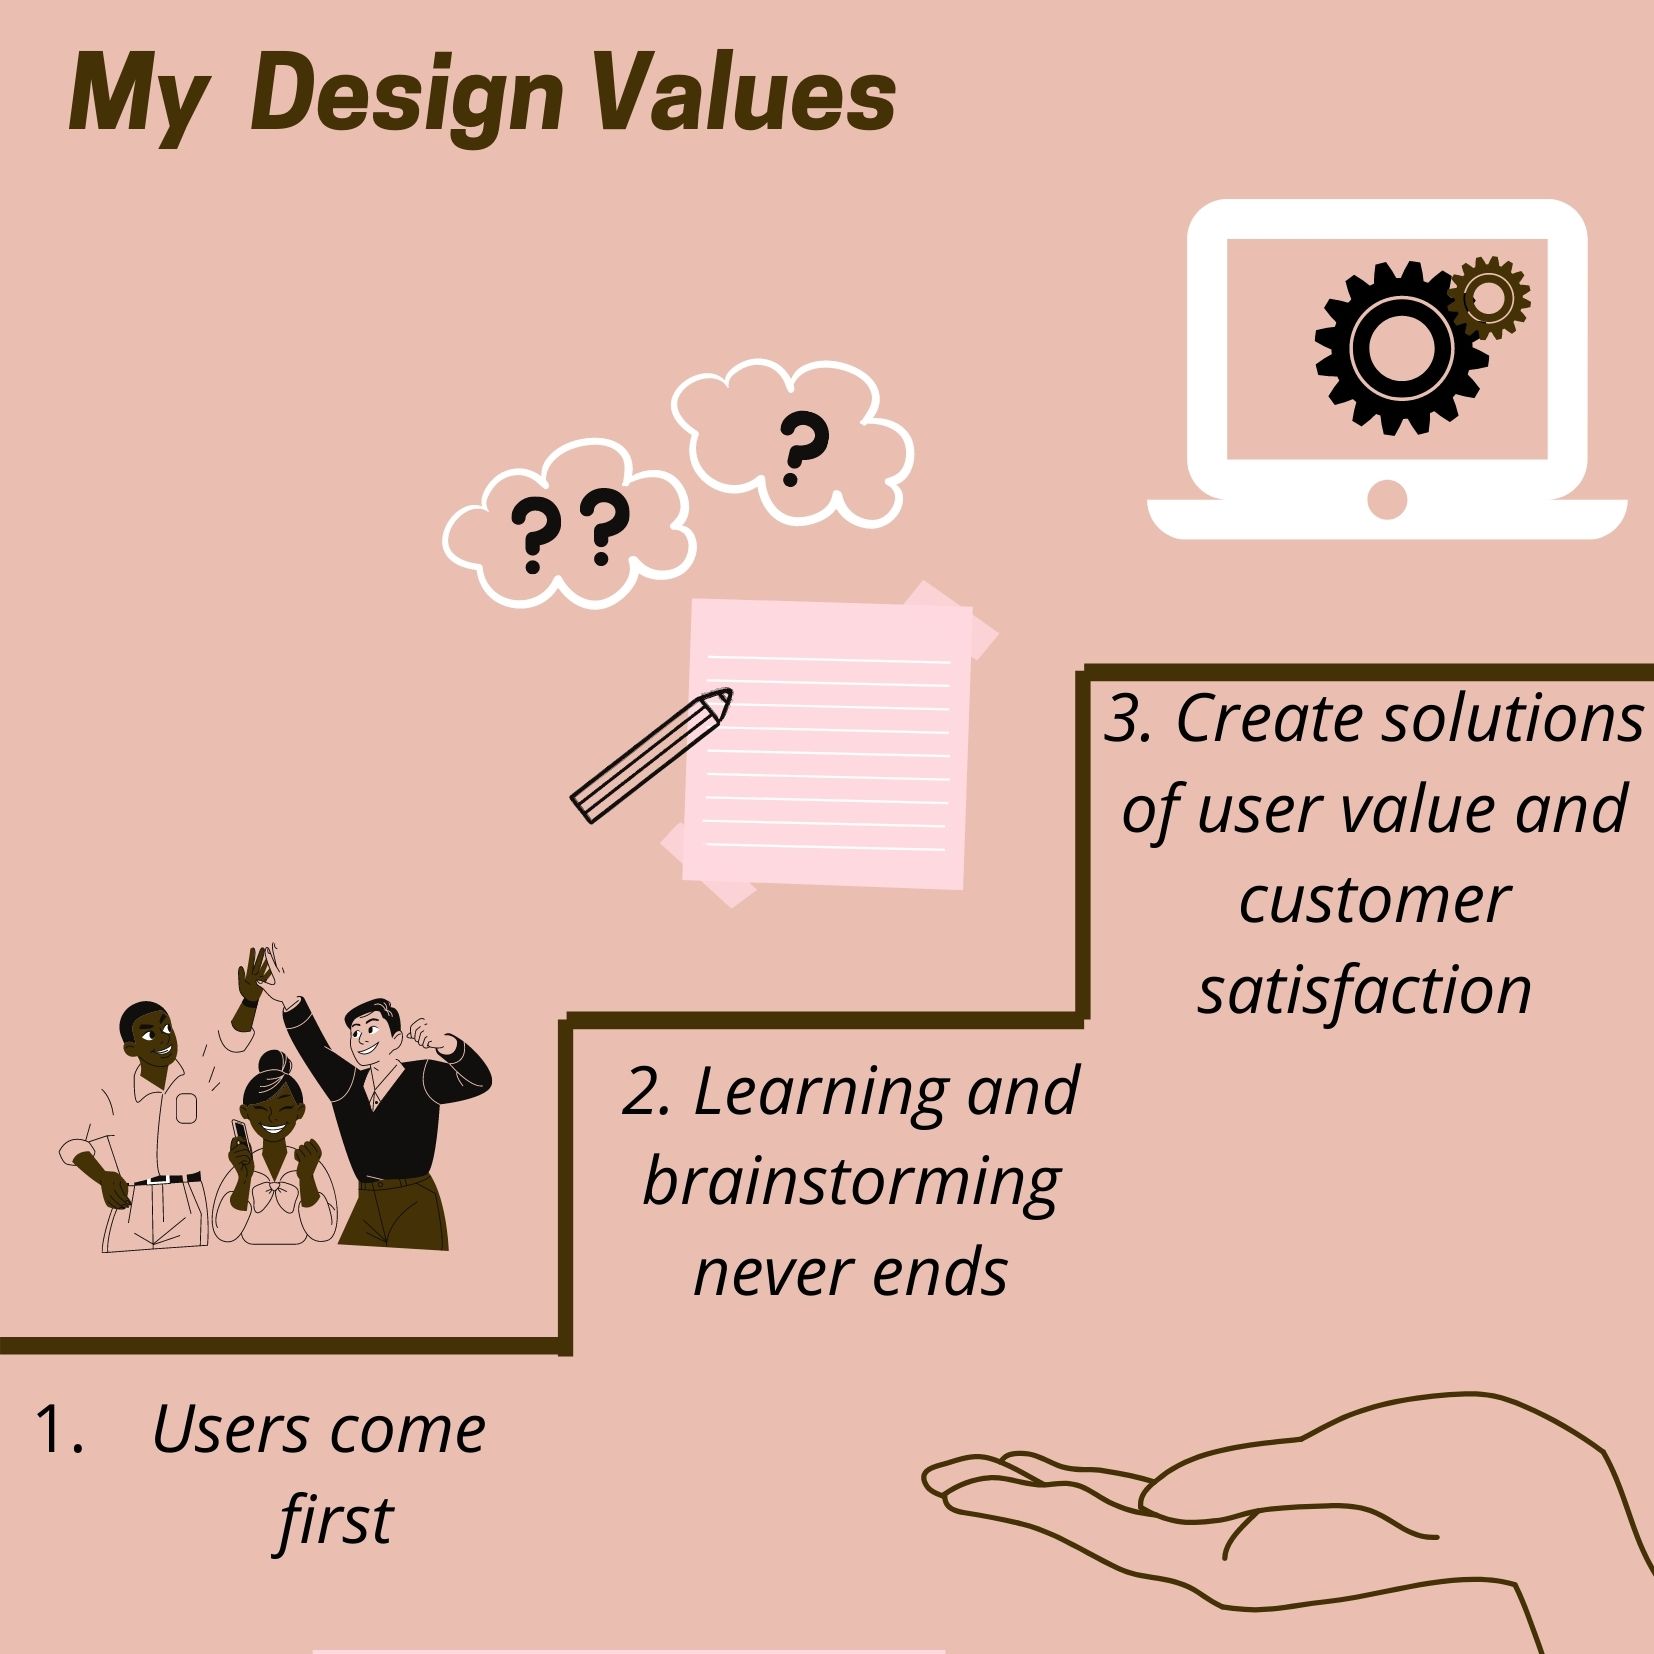 My Design Values
?
? ?
3. Create solutions
of user value and
customer
satisfaction
2. Learning and
brainstorming
never ends
1. Users come
first